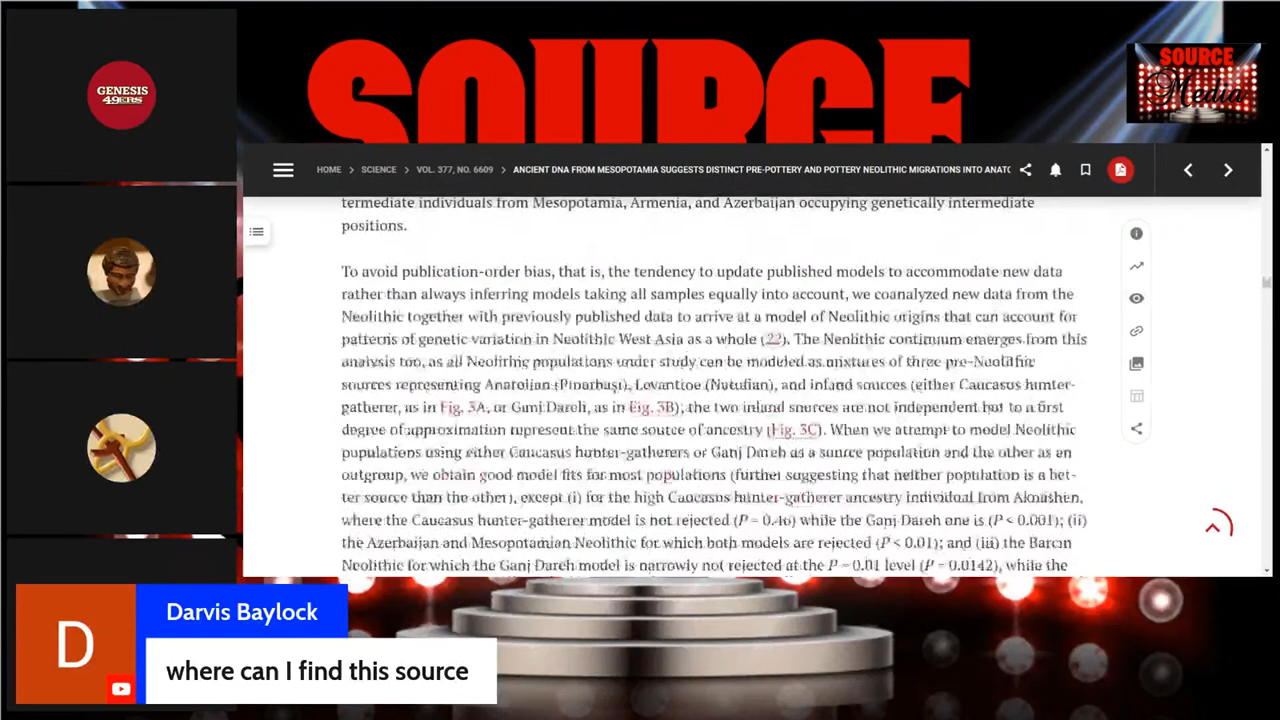 SOURCE
SOURCE
Media
GENESIS
49ERS
HOME > SCIENCE > VOL. 377, NO. 6609 > ANCIENT DNA FROM MESOPOTAMIA SUGGESTS DISTINCT PRE-POTTERY AND POTTERY NEOLITHIC MIGRATIONS INTO ANATO
termediate individuals from Mesopotamia, Armenia, and Azerbaijan occupying genetically intermediate
positions.
To avoid publication-order bias, that is, the tendency to update published models to accommodate new data
rather than always inferring models taking all samples equally into account, we coanalyzed new data from the
Neolithic together with previously published data to arrive at a model of Neolithic origins that can account for
patterns of genetic variation in Neolithic West Asia as a whole (22). The Neolithic continuum emerges from this
analysis too, as all Neolithic populations under study can be modeled as mixtures of three pre-Neolithic
sources representing Anatolian (Pınarbaşı), Levantine (Natufian), and inland sources (either Caucasus hunter-
gatherer, as in Fig. 3A, or Ganj Dareh, as in Fig. 3B); the two inland sources are not independent but to a first
degree of approximation represent the same source of ancestry (Fig. 3C). When we attempt to model Neolithic
populations using either Caucasus hunter-gatherers or Ganj Dareh as a source population and the other as an
outgroup, we obtain good model fits for most populations (further suggesting that neither population is a bet-
ter source than the other), except (i) for the high Caucasus hunter-gatherer ancestry individual from Aknashen,
where the Caucasus hunter-gatherer model is not rejected (P = 0.46) while the Ganj Dareh one is (P < 0.001); (ii)
the Azerbaijan and Mesopotamian Neolithic for which both models are rejected (P < 0.01); and (iii) the Barcın
Neolithic for which the Ganj Dareh model is narrowly not rejected at the P = 0.01 level (P = 0.0142), while the
D
Darvis Baylock
where can I find this source